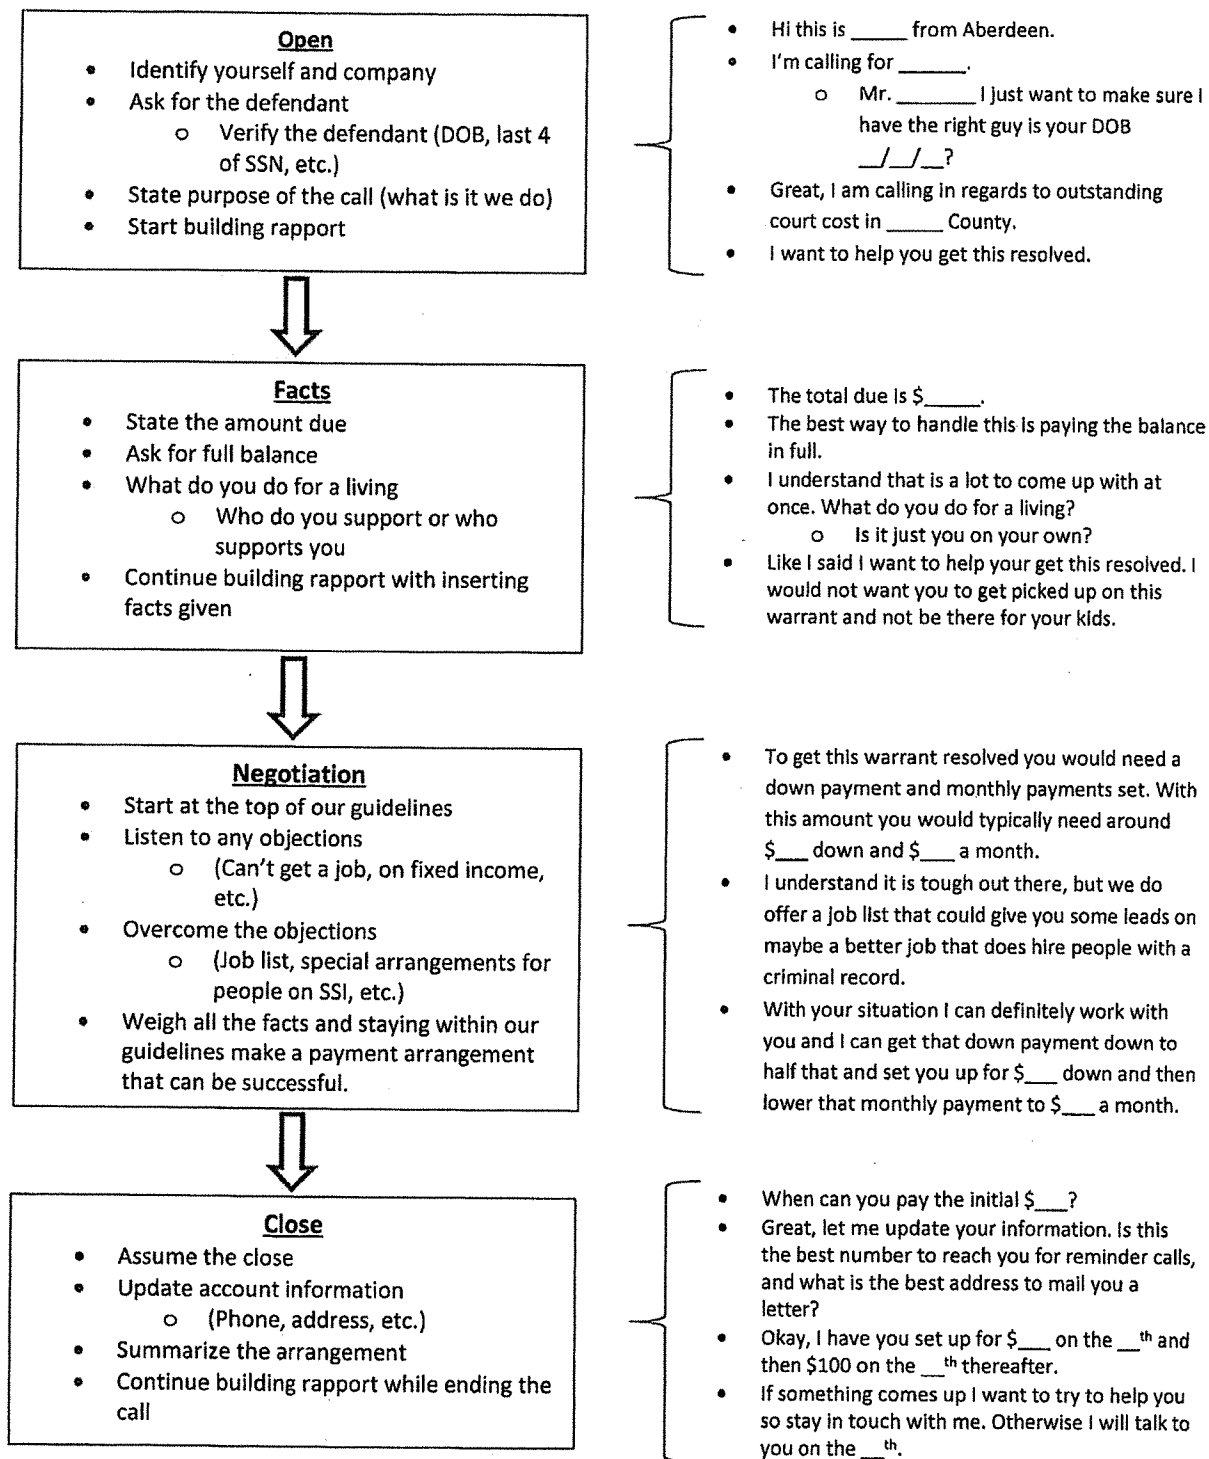 Open
• Identify yourself and company
• Ask for the defendant
o Verify the defendant (DOB, last 4
of SSN, etc.)
• State purpose of the call (what is it we do)
• Start building rapport
• Hi this is _____ from Aberdeen.
• I'm calling for ______.
o Mr. _______ I just want to make sure I
have the right guy is your DOB
__/__/__?
• Great, I am calling in regards to outstanding
court cost in _____ County.
• I want to help you get this resolved.
Facts
• State the amount due
• Ask for full balance
• What do you do for a living
o Who do you support or who
supports you
• Continue building rapport with inserting
facts given
• The total due is $_____.
• The best way to handle this is paying the balance
in full.
• I understand that is a lot to come up with at
once. What do you do for a living?
o Is it just you on your own?
• Like I said I want to help your get this resolved. I
would not want you to get picked up on this
warrant and not be there for your kids.
Negotiation
• Start at the top of our guidelines
• Listen to any objections
o (Can't get a job, on fixed income,
etc.)
• Overcome the objections
o (Job list, special arrangements for
people on SSI, etc.)
• Weigh all the facts and staying within our
guidelines make a payment arrangement
that can be successful.
• To get this warrant resolved you would need a
down payment and monthly payments set. With
this amount you would typically need around
$___ down and $___ a month.
• I understand it is tough out there, but we do
offer a job list that could give you some leads on
maybe a better job that does hire people with a
criminal record.
• With your situation I can definitely work with
you and I can get that down payment down to
half that and set you up for $___ down and then
lower that monthly payment to $___ a month.
Close
• Assume the close
• Update account information
o (Phone, address, etc.)
• Summarize the arrangement
• Continue building rapport while ending the
call
• When can you pay the initial $___?
• Great, let me update your information. Is this
the best number to reach you for reminder calls,
and what is the best address to mail you a
letter?
• Okay, I have you set up for $___ on the __th and
then $100 on the __th thereafter.
• If something comes up I want to try to help you
so stay in touch with me. Otherwise I will talk to
you on the __th.